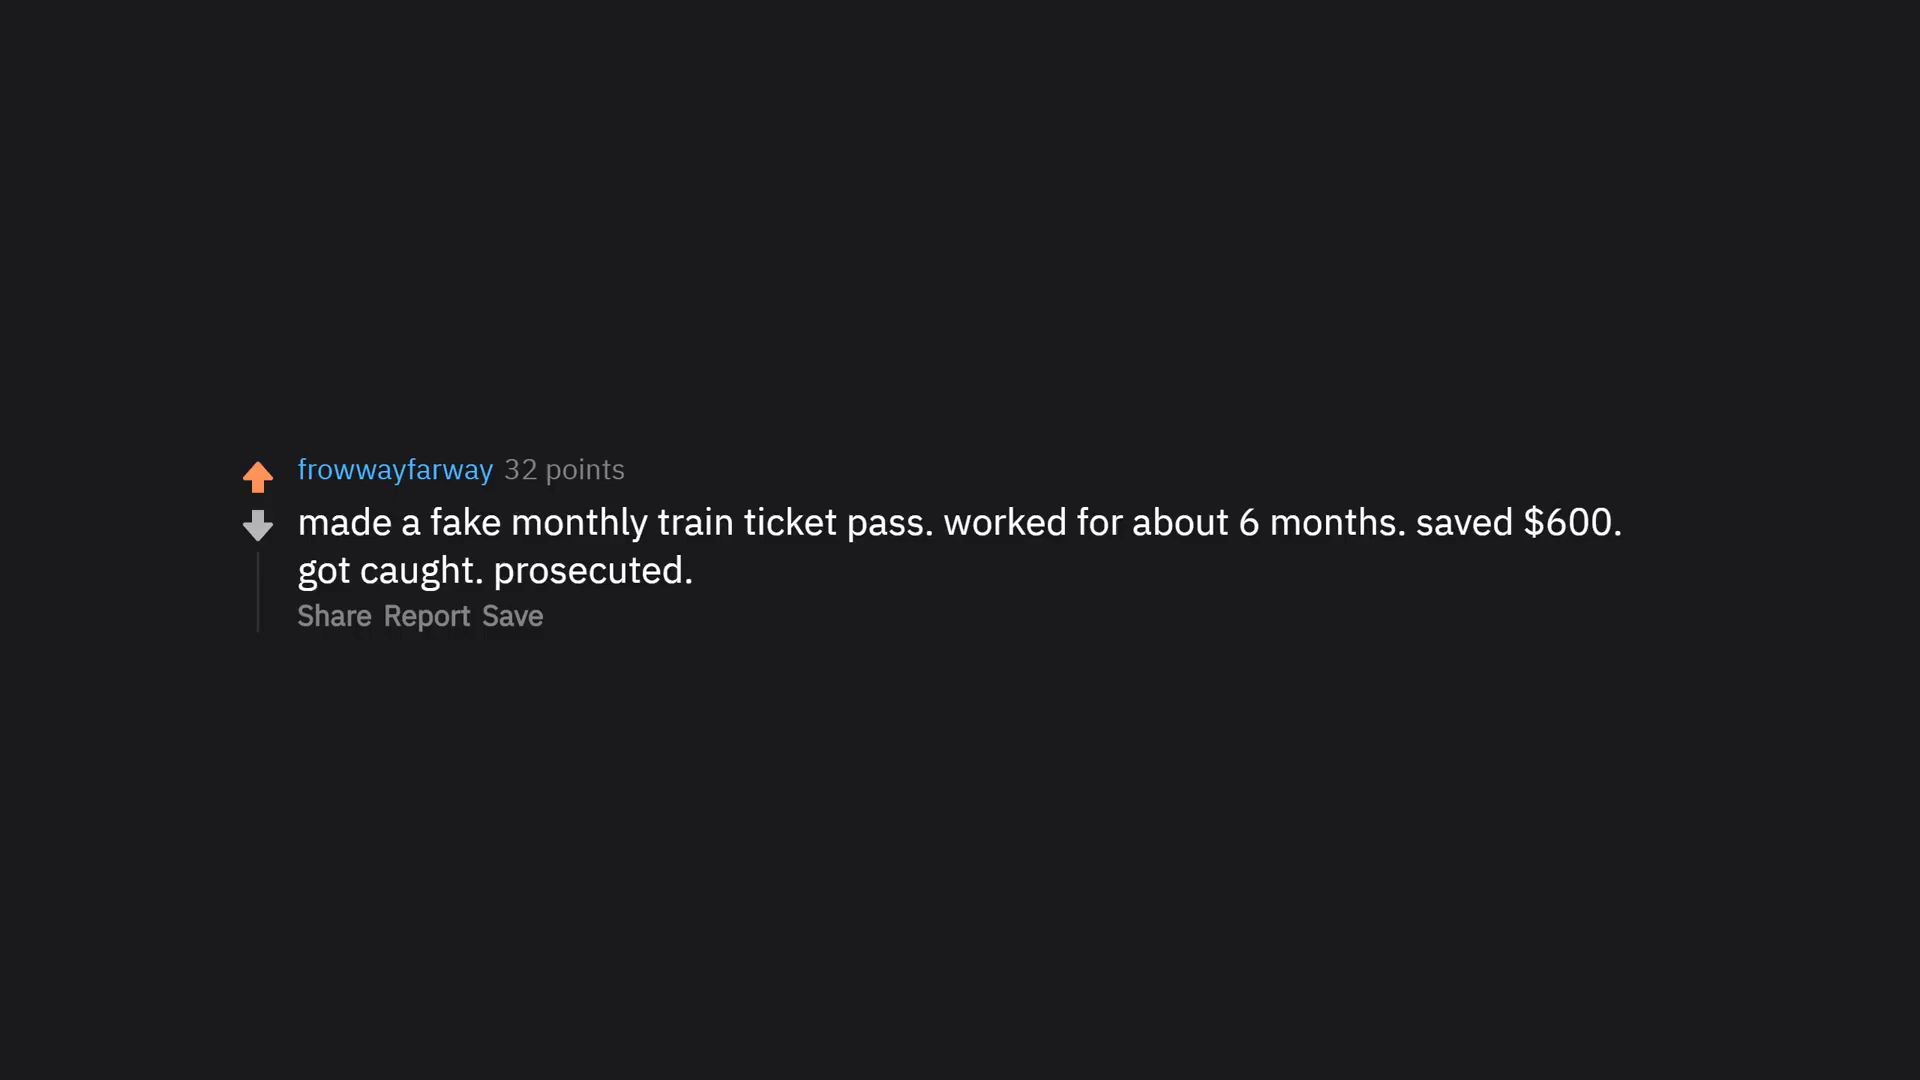 frowwayfarway 32 points
made a fake monthly train ticket pass. worked for about 6 months. saved $600.
got caught. prosecuted.
Share Report Save